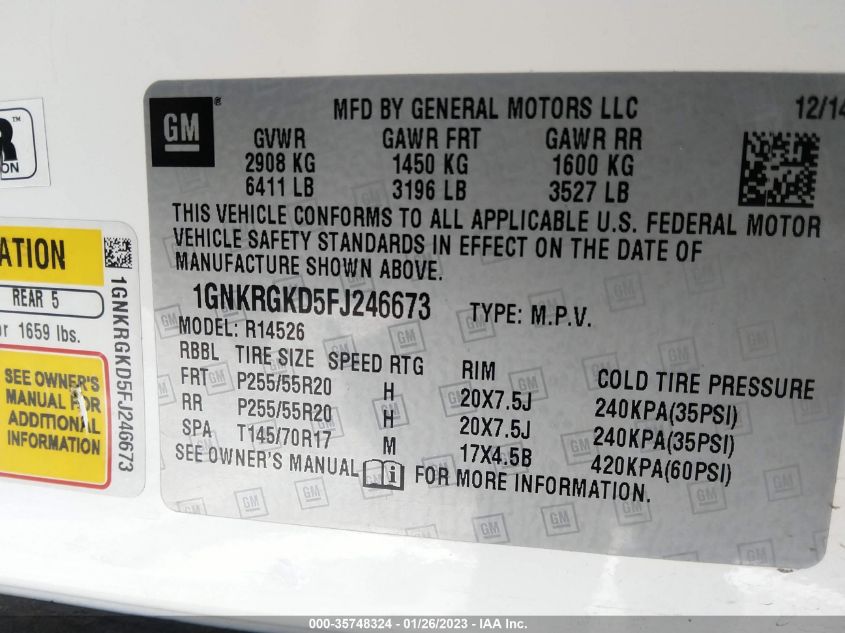 GM ®
MFD BY GENERAL MOTORS LLC 12/14
GVWR GAWR FRT GAWR RR
2908 KG 1450 KG 1600 KG
6411 LB 3196 LB 3527 LB
THIS VEHICLE CONFORMS TO ALL APPLICABLE U.S. FEDERAL MOTOR
VEHICLE SAFETY STANDARDS IN EFFECT ON THE DATE OF
MANUFACTURE SHOWN ABOVE.
1GNKRGKD5FJ246673 TYPE: M.P.V.
MODEL: R14526
RBBL TIRE SIZE SPEED RTG RIM COLD TIRE PRESSURE
FRT P255/55R20 H 20X7.5J 240KPA(35PSI)
RR P255/55R20 H 20X7.5J 240KPA(35PSI)
SPA T145/70R17 M 17X4.5B 420KPA(60PSI)
SEE OWNER'S MANUAL i FOR MORE INFORMATION.
R ™
ON
ATION
REAR 5
or 1659 lbs.
SEE OWNER'S
MANUAL FOR
ADDITIONAL
INFORMATION
1GNKRGKD5FJ246673
000-35748324 - 01/26/2023 - IAA Inc.